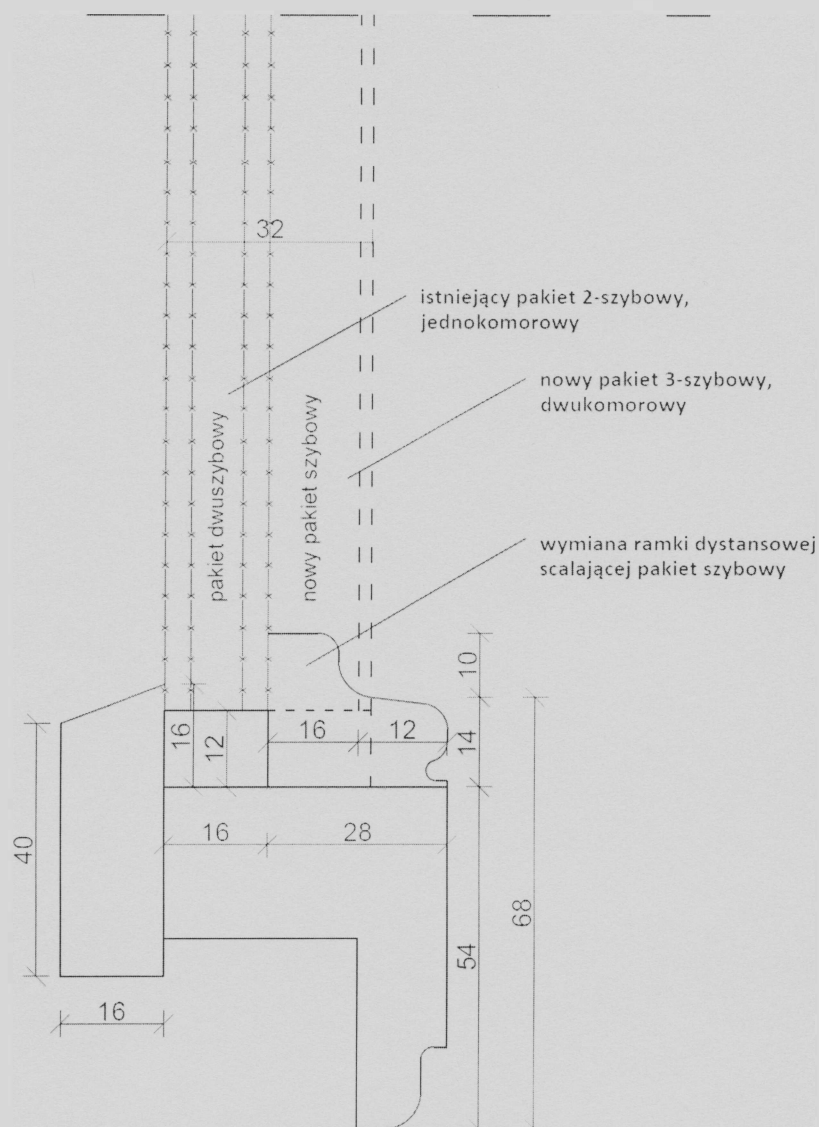 32
istniejący pakiet 2-szybowy,
jednokomorowy
nowy pakiet 3-szybowy,
dwukomorowy
pakiet dwuszybowy
nowy pakiet szybowy
wymiana ramki dystansowej
scalającej pakiet szybowy
10
16
12
16
12
14
40
16
28
68
54
16